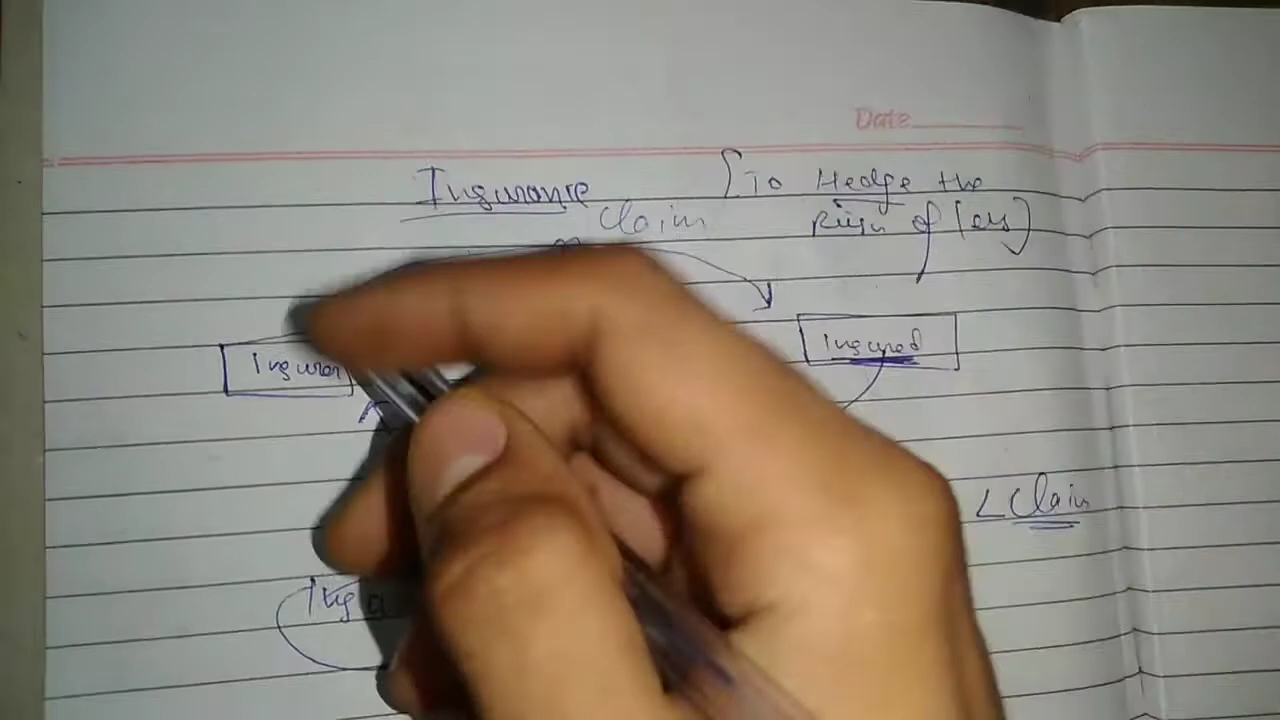 Date
Insurance [To Hedge the
Risk of loss]
Claim
Insurer
Insured
< Claim